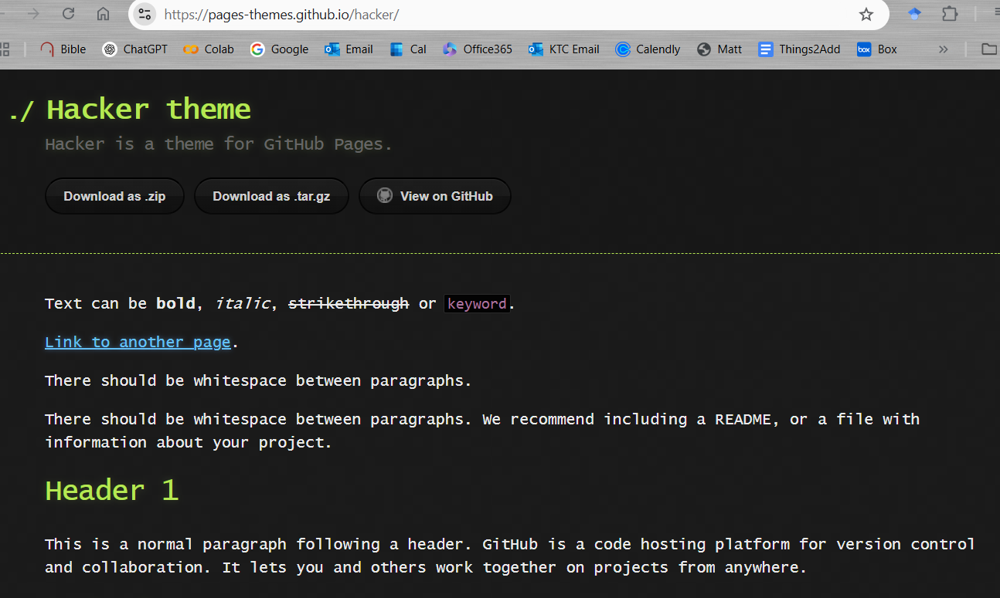 https://pages-themes.github.io/hacker/
Bible ChatGPT Colab Google Email Cal Office365 KTC Email Calendly Matt Things2Add box Box »
./ Hacker theme
Hacker is a theme for GitHub Pages.
Download as .zip Download as .tar.gz View on GitHub
Text can be bold, italic, strikethrough or keyword.
Link to another page.
There should be whitespace between paragraphs.
There should be whitespace between paragraphs. We recommend including a README, or a file with
information about your project.
Header 1
This is a normal paragraph following a header. GitHub is a code hosting platform for version control
and collaboration. It lets you and others work together on projects from anywhere.